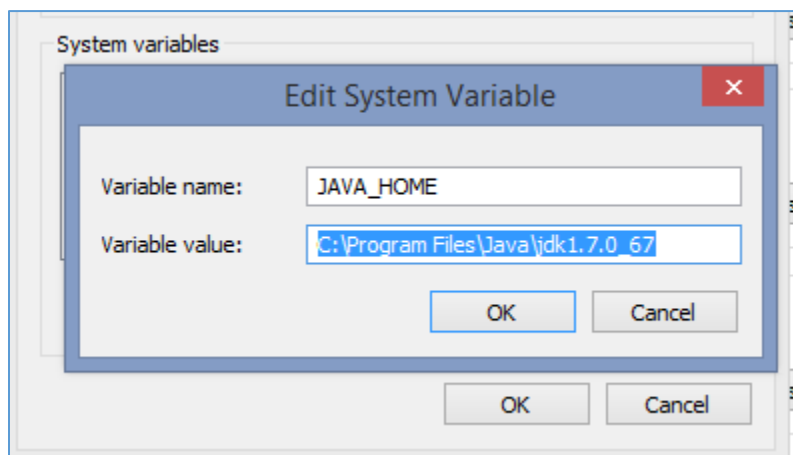 System variables
Edit System Variable
Variable name: JAVA_HOME
Variable value: C:\Program Files\Java\jdk1.7.0_67
OK Cancel
OK Cancel